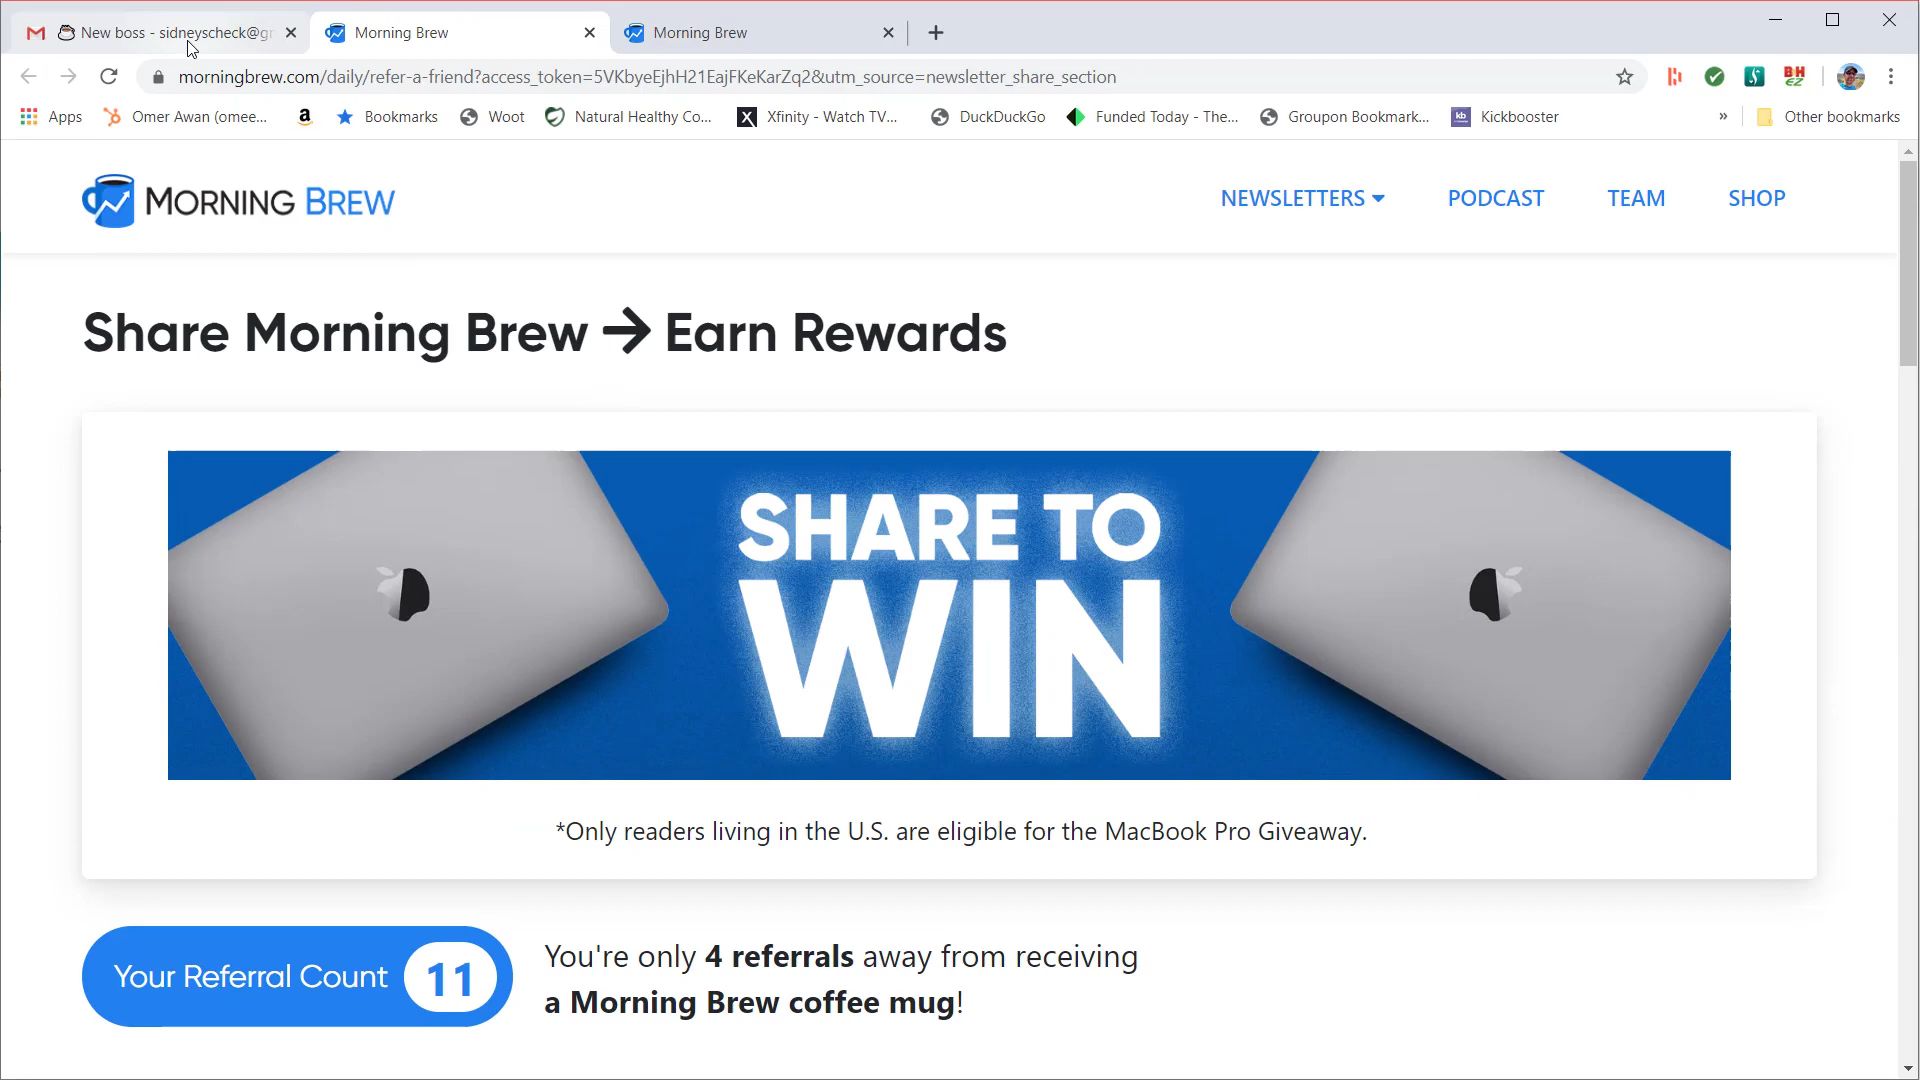 New boss - sidneyscheck@gr
Morning Brew
Morning Brew
morningbrew.com/daily/refer-a-friend?access_token=5VKbyeEjhH21EajFKeKarZq2&utm_source=newsletter_share_section
Apps
Omer Awan (omee...
Bookmarks
Woot
Natural Healthy Co...
Xfinity - Watch TV...
DuckDuckGo
Funded Today - The...
Groupon Bookmark...
kb
Kickbooster
»
Other bookmarks
MORNING BREW
NEWSLETTERS
PODCAST
TEAM
SHOP
Share Morning Brew → Earn Rewards
SHARE TO
WIN
*Only readers living in the U.S. are eligible for the MacBook Pro Giveaway.
Your Referral Count 11
You're only 4 referrals away from receiving
a Morning Brew coffee mug!